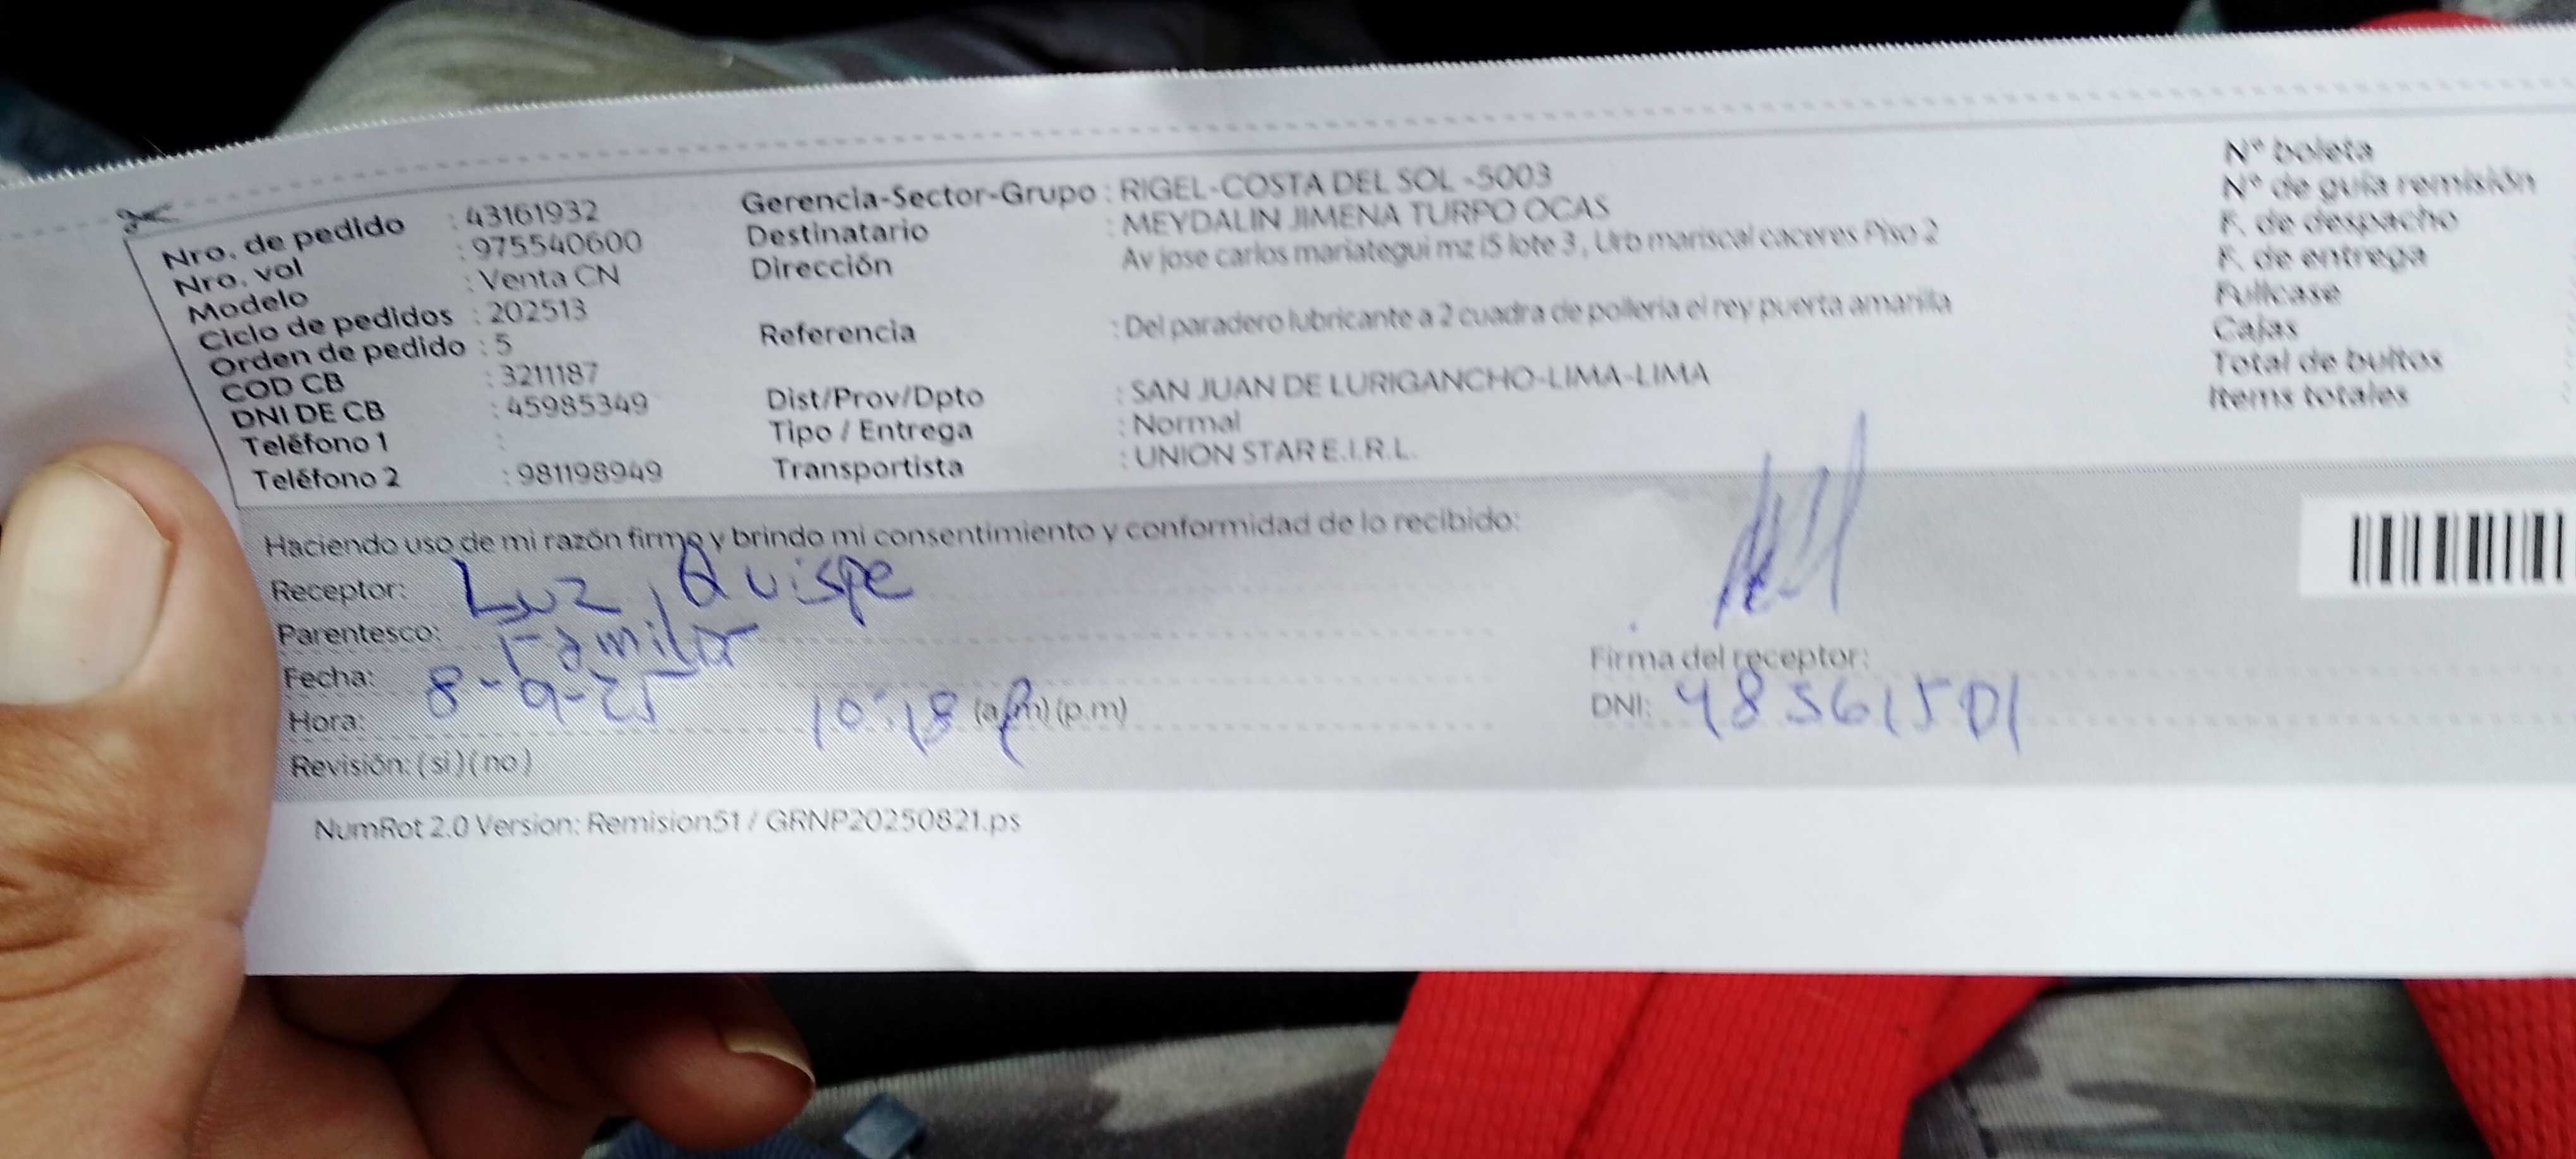 Nro. de pedido : 43161932
Nro. vol : 975540600
Modelo : Venta CN
Ciclo de pedidos : 202513
Orden de pedido : 5
COD CB : 3211187
DNI DE CB : 45985349
Teléfono 1 :
Teléfono 2 : 981198949
Gerencia-Sector-Grupo : RIGEL-COSTA DEL SOL -5003
Destinatario : MEYDALIN JIMENA TURPO OCAS
Dirección Av jose carlos mariategui mz i5 lote 3 , Urb mariscal caceres Piso 2
Referencia : Del paradero lubricante a 2 cuadra de polleria el rey puerta amarilla
Dist/Prov/Dpto : SAN JUAN DE LURIGANCHO-LIMA-LIMA
Tipo / Entrega : Normal
Transportista : UNION STAR E.I.R.L.
N° boleta
N° de guía remisión
F. de despacho
F. de entrega
Fullcase
Cajas
Total de bultos
Items totales
Haciendo uso de mi razón firmo y brindo mi consentimiento y conformidad de lo recibido:
Receptor: Luz Quispe
Parentesco: Familiar
Fecha: 8-9-25
Hora: 10:18 (a.m) (p.m)
Revisión: ( si ) ( no )
Firma del receptor:
DNI: 48561501
NumRot 2.0 Version: Remision51 / GRNP20250821.ps